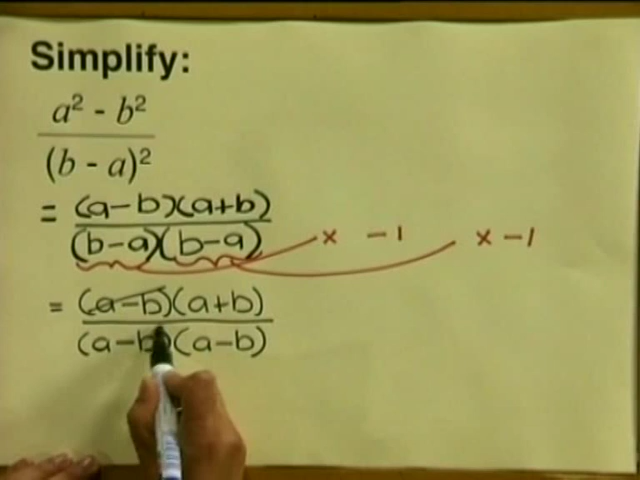 Simplify:
a² - b²
(b - a)²
= (a-b)(a+b)
(b-a)(b-a) x -1 x -1
= (a-b)(a+b)
(a-b)(a-b)